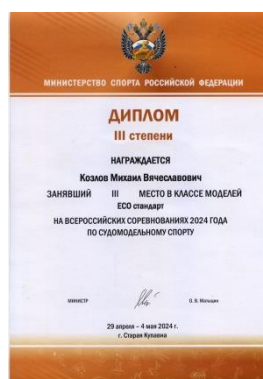 МИНИСТЕРСТВО СПОРТА РОССИЙСКОЙ ФЕДЕРАЦИИ
ДИПЛОМ
III степени
НАГРАЖДАЕТСЯ
Козлов Михаил Вячеславович
ЗАНЯВШИЙ III МЕСТО В КЛАССЕ МОДЕЛЕЙ
ECO стандарт
НА ВСЕРОССИЙСКИХ СОРЕВНОВАНИЯХ 2024 ГОДА
ПО СУДОМОДЕЛЬНОМУ СПОРТУ
МИНИСТР О. В. Матыцин
29 апреля – 4 мая 2024 г.
г. Старая Купавна